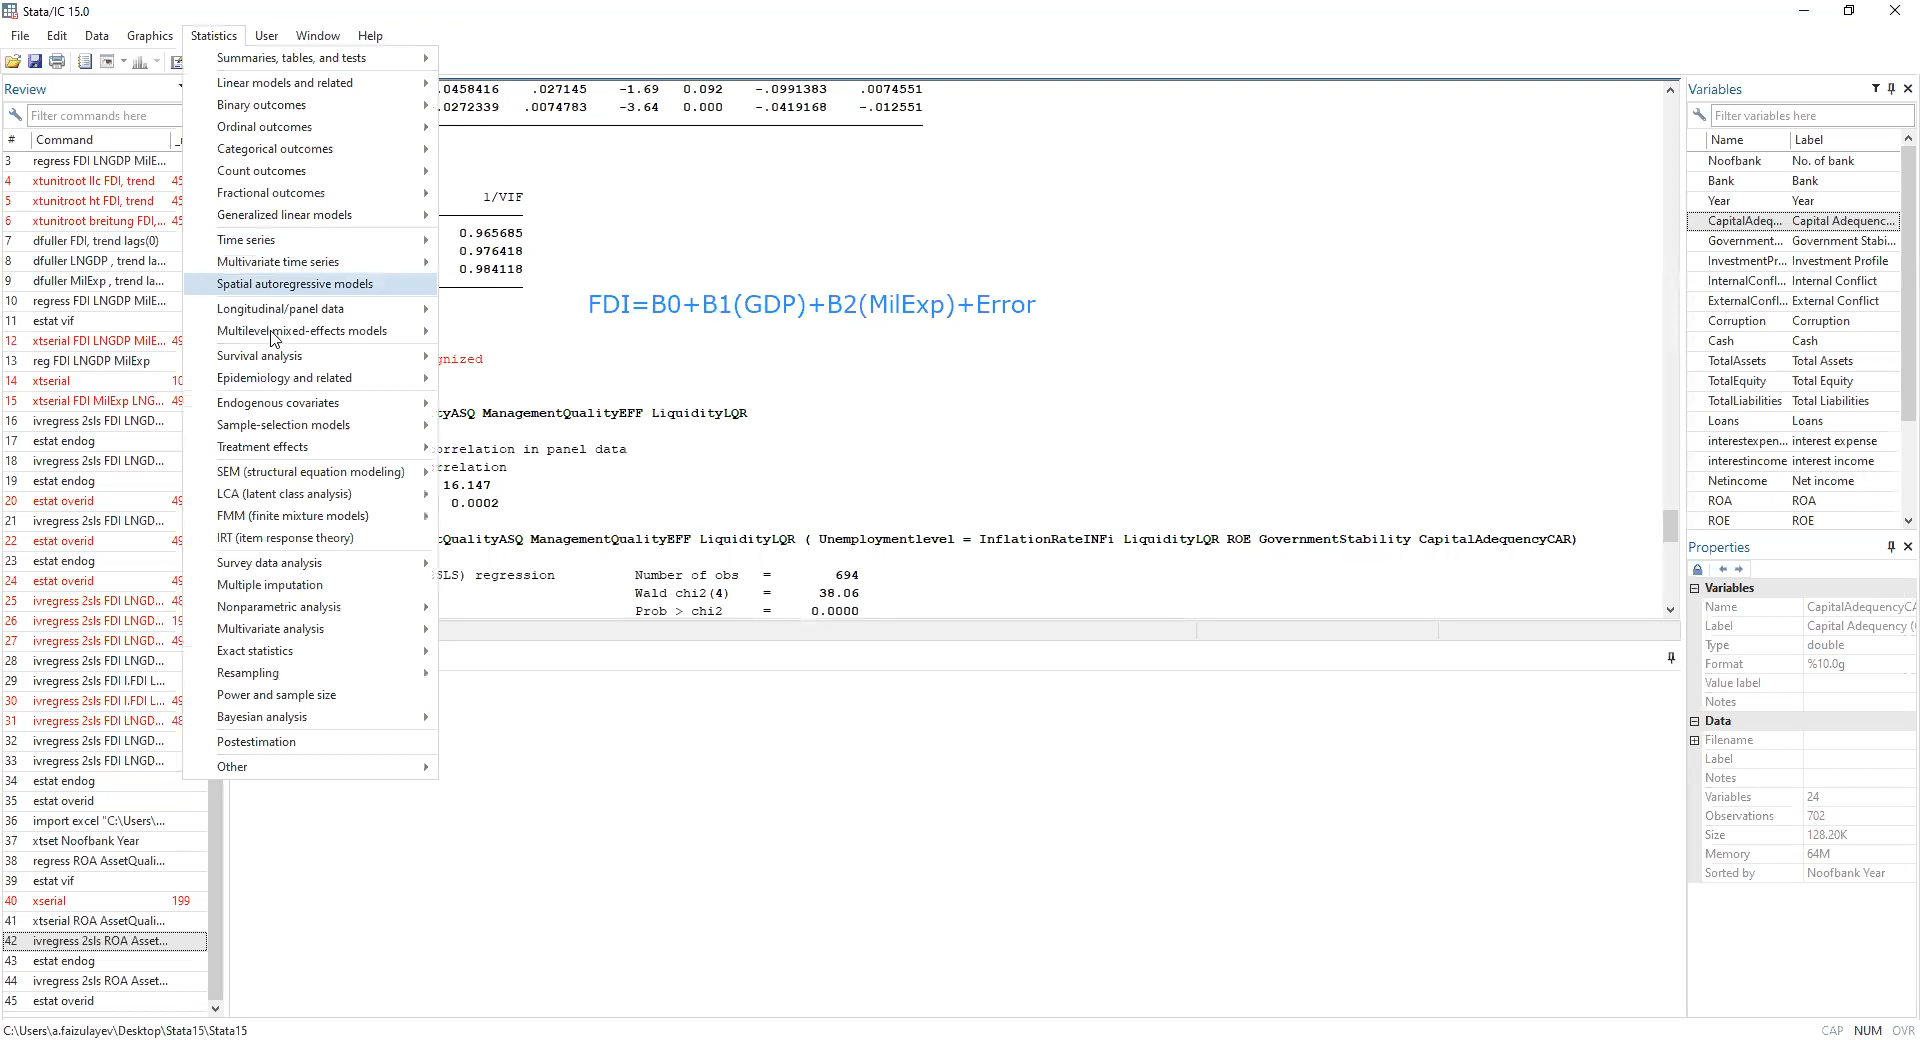 Stata/IC 15.0
File Edit Data Graphics Statistics User Window Help
Review
Filter commands here
# Command
3 regress FDI LNGDP MilE...
4 xtunitroot llc FDI, trend 45
5 xtunitroot ht FDI, trend 45
6 xtunitroot breitung FDI,... 45
7 dfuller FDI, trend lags(0)
8 dfuller LNGDP , trend la...
9 dfuller MilExp , trend la...
10 regress FDI LNGDP MilE...
11 estat vif
12 xtserial FDI LNGDP MilE... 49
13 reg FDI LNGDP MilExp
14 xtserial 10
15 xtserial FDI MilExp LNG... 49
16 ivregress 2sls FDI LNGD...
17 estat endog
18 ivregress 2sls FDI LNGD...
19 estat endog
20 estat overid 49
21 ivregress 2sls FDI LNGD...
22 estat overid 49
23 estat endog
24 estat overid 49
25 ivregress 2sls FDI LNGD... 48
26 ivregress 2sls FDI LNGD... 19
27 ivregress 2sls FDI LNGD... 49
28 ivregress 2sls FDI LNGD...
29 ivregress 2sls FDI l.FDI L...
30 ivregress 2sls FDI l.FDI L... 49
31 ivregress 2sls FDI LNGD... 48
32 ivregress 2sls FDI LNGD...
33 ivregress 2sls FDI LNGD...
34 estat endog
35 estat overid
36 import excel "C:\Users\...
37 xtset Noofbank Year
38 regress ROA AssetQuali...
39 estat vif
40 xserial 199
41 xtserial ROA AssetQuali...
42 ivregress 2sls ROA Asset...
43 estat endog
44 ivregress 2sls ROA Asset...
45 estat overid
Summaries, tables, and tests
Linear models and related
Binary outcomes
Ordinal outcomes
Categorical outcomes
Count outcomes
Fractional outcomes
Generalized linear models
Time series
Multivariate time series
Spatial autoregressive models
Longitudinal/panel data
Multilevel mixed-effects models
Survival analysis
Epidemiology and related
Endogenous covariates
Sample-selection models
Treatment effects
SEM (structural equation modeling)
LCA (latent class analysis)
FMM (finite mixture models)
IRT (item response theory)
Survey data analysis
Multiple imputation
Nonparametric analysis
Multivariate analysis
Exact statistics
Resampling
Power and sample size
Bayesian analysis
Postestimation
Other
.0458416 .027145 -1.69 0.092 -.0991383 .0074551
.0272339 .0074783 -3.64 0.000 -.0419168 -.012551
1/VIF
0.965685
0.976418
0.984118
FDI=B0+B1(GDP)+B2(MilExp)+Error
gnized
tyASQ ManagementQualityEFF LiquidityLQR
orrelation in panel data
rrelation
16.147
0.0002
tQualityASQ ManagementQualityEFF LiquidityLQR ( Unemploymentlevel = InflationRateINFi LiquidityLQR ROE GovernmentStability CapitalAdequencyCAR)
SLS) regression Number of obs = 694
Wald chi2(4) = 38.06
Prob > chi2 = 0.0000
Variables
Filter variables here
Name Label
Noofbank No. of bank
Bank Bank
Year Year
CapitalAdeq... Capital Adequenc...
Government... Government Stabi...
InvestmentPr... Investment Profile
InternalConfl... Internal Conflict
ExternalConfl... External Conflict
Corruption Corruption
Cash Cash
TotalAssets Total Assets
TotalEquity Total Equity
TotalLiabilities Total Liabilities
Loans Loans
interestexpen... interest expense
interestincome interest income
Netincome Net income
ROA ROA
ROE ROE
Properties
Variables
Name CapitalAdequencyCA
Label Capital Adequency (
Type double
Format %10.0g
Value label
Notes
Data
Filename
Label
Notes
Variables 24
Observations 702
Size 128.20K
Memory 64M
Sorted by Noofbank Year
C:\Users\a.faizulayev\Desktop\Stata15\Stata15
CAP NUM OVR